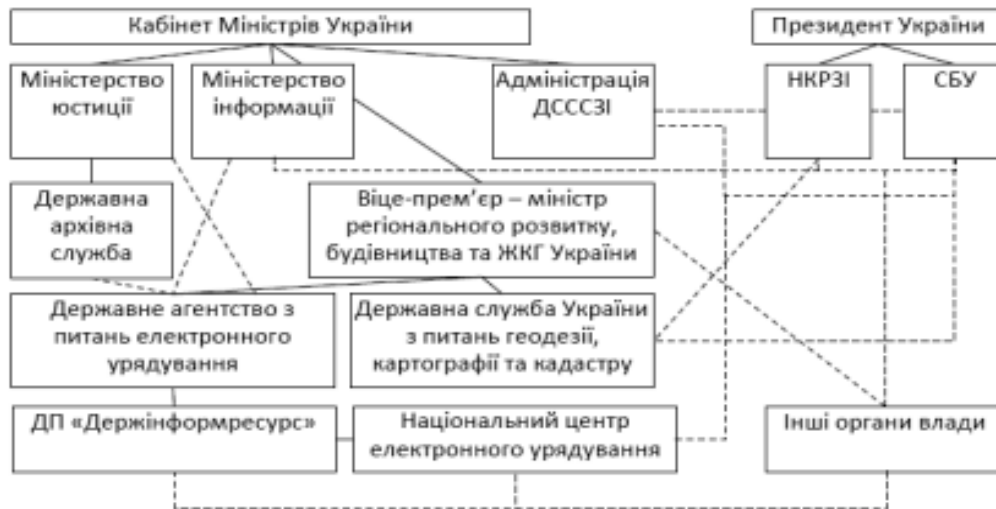 Кабінет Міністрів України
Президент України
Міністерство
юстиції
Міністерство
інформації
Адміністрація
ДСССЗІ
НКРЗІ
СБУ
Державна
архівна
служба
Віце-прем’єр – міністр
регіонального розвитку,
будівництва та ЖКГ України
Державне агентство з
питань електронного
урядування
Державна служба України
з питань геодезії,
картографії та кадастру
ДП «Держінформресурс»
Національний центр
електронного урядування
Інші органи влади